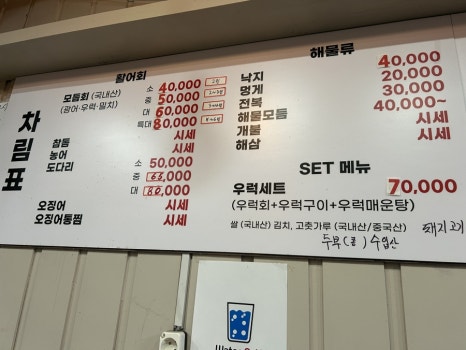 차림표
활어회
모듬회 (국내산) 소 40,000
(광어·우럭·밀치) 중 50,000
대 60,000
특대 80,000
참돔 시세
농어 시세
도다리 소 50,000
중 68,000
대 80,000
오징어 시세
오징어통찜 시세
해물류
낙지 40,000
멍게 20,000
전복 30,000
해물모듬 40,000~
개불 시세
해삼 시세
SET 메뉴
우럭세트 70,000
(우럭회+우럭구이+우럭매운탕)
쌀 (국내산) 김치, 고춧가루 (국내산/중국산) 돼지고기
두부(콩) 수입산